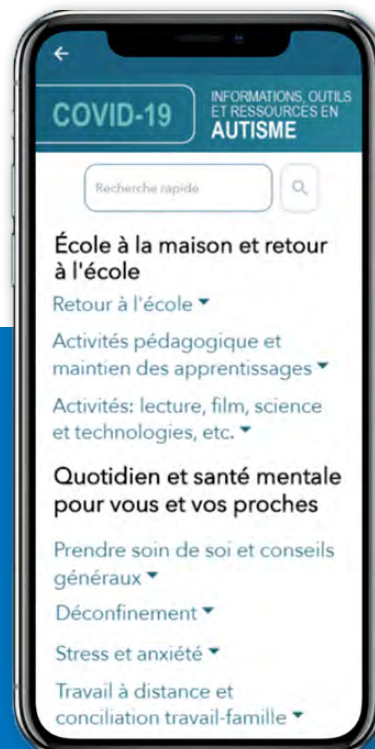 COVID-19
INFORMATIONS, OUTILS
ET RESSOURCES EN
AUTISME
Recherche rapide
École à la maison et retour
à l'école
Retour à l'école
Activités pédagogique et
maintien des apprentissages
Activités: lecture, film, science
et technologies, etc.
Quotidien et santé mentale
pour vous et vos proches
Prendre soin de soi et conseils
généraux
Déconfinement
Stress et anxiété
Travail à distance et
conciliation travail-famille